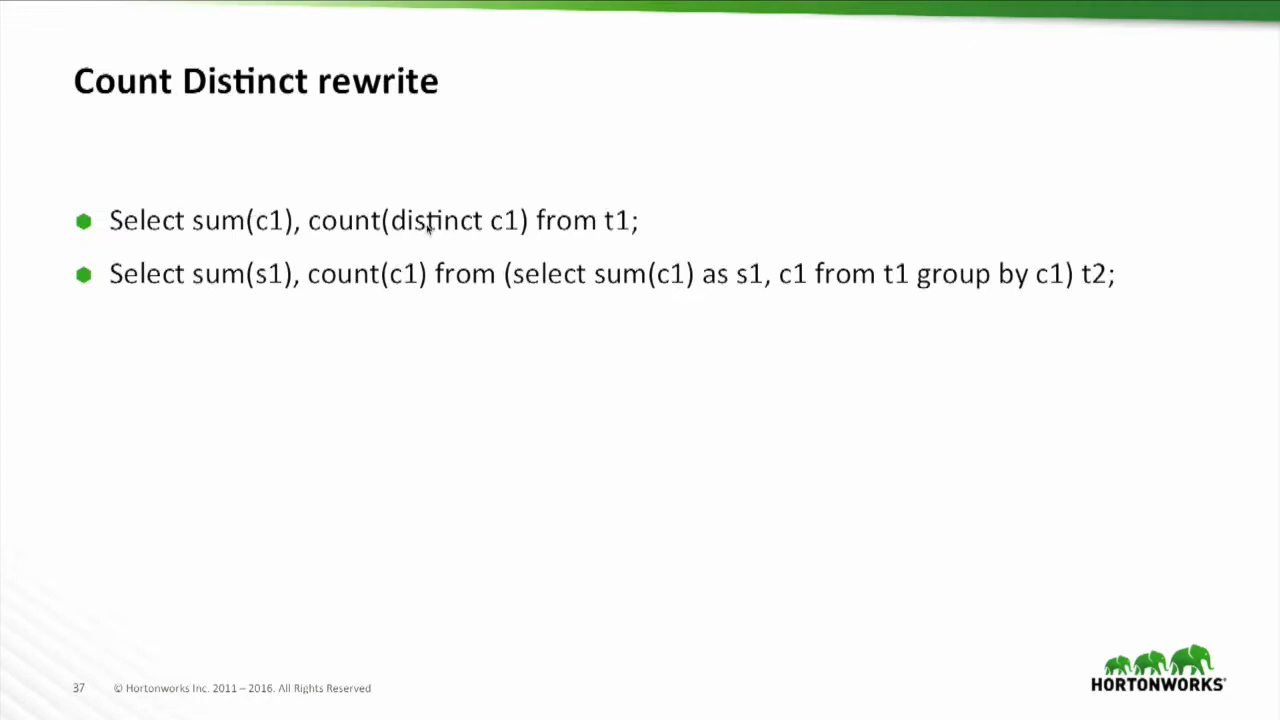 Count Distinct rewrite
Select sum(c1), count(distinct c1) from t1;
Select sum(s1), count(c1) from (select sum(c1) as s1, c1 from t1 group by c1) t2;
37 © Hortonworks Inc. 2011 – 2016. All Rights Reserved
HORTONWORKS®